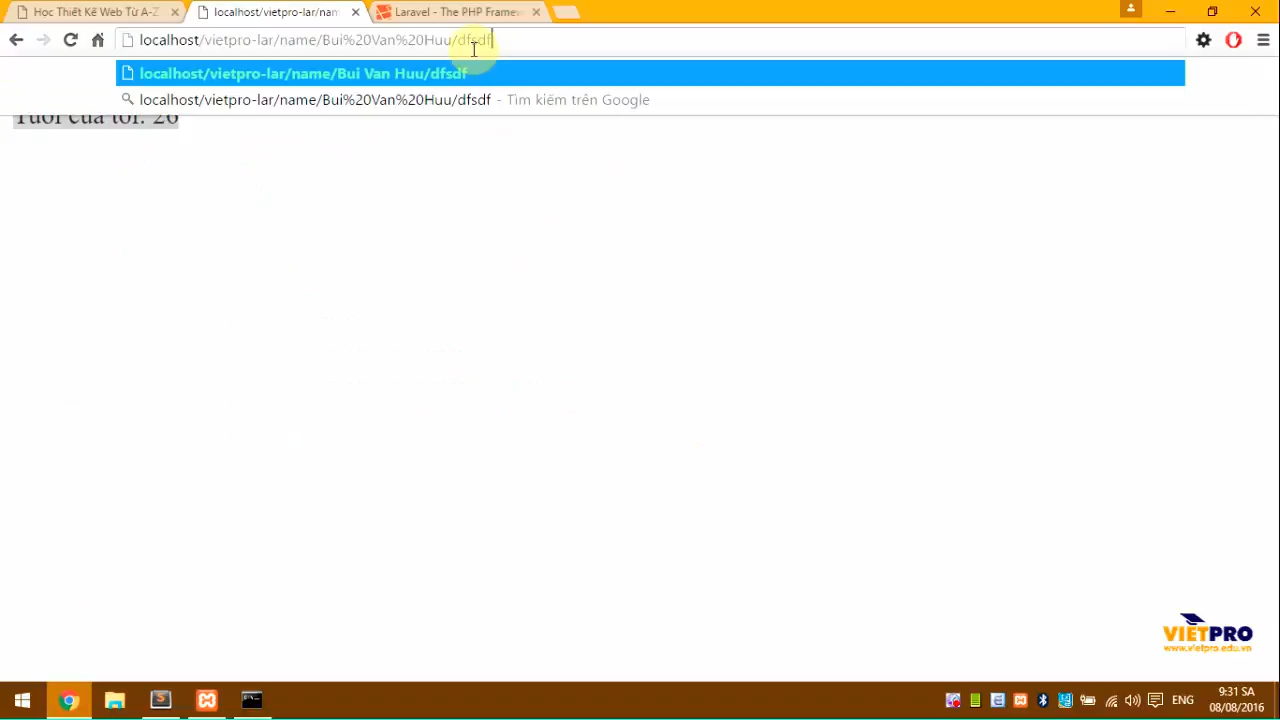 Học Thiết Kế Web Từ A-Z
localhost/vietpro-lar/nam
Laravel - The PHP Framew
localhost/vietpro-lar/name/Bui%20Van%20Huu/dfsdf
localhost/vietpro-lar/name/Bui Van Huu/dfsdf
localhost/vietpro-lar/name/Bui%20Van%20Huu/dfsdf - Tìm kiếm trên Google
Tuổi của tôi: 26
VIETPRO
www.vietpro.edu.vn
ENG
9:31 SA
08/08/2016